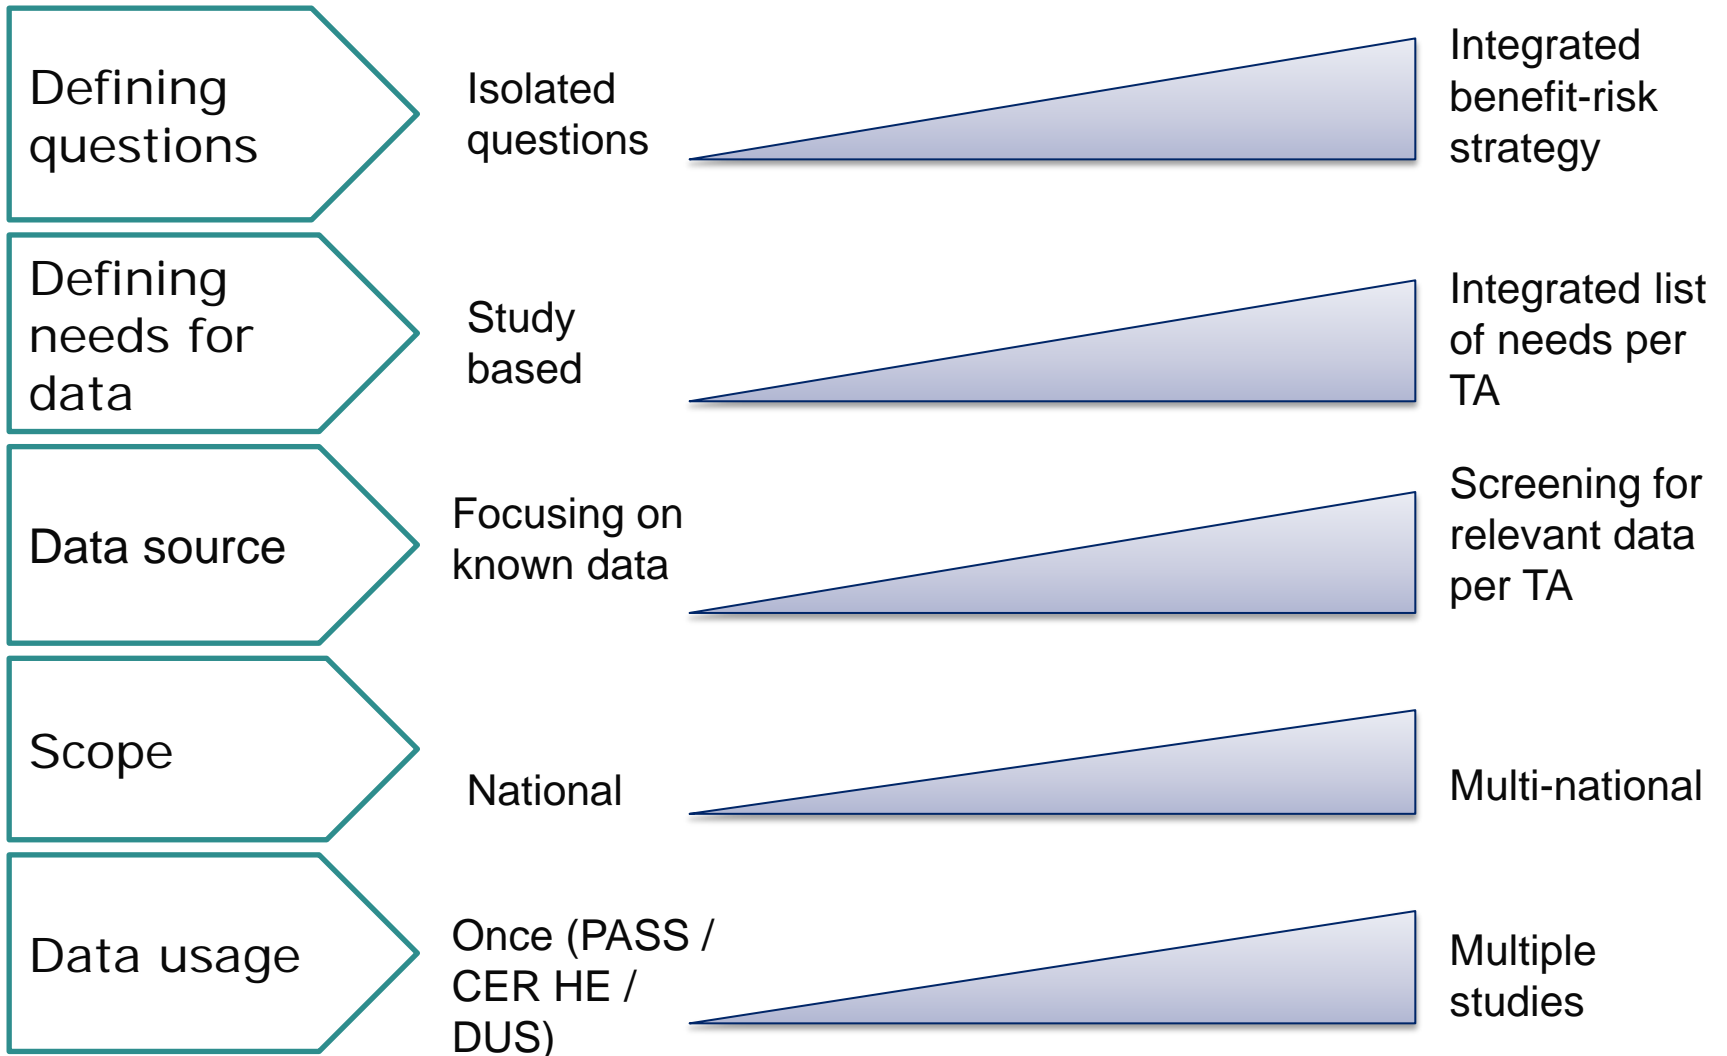 Defining
questions
Isolated
questions
Integrated
benefit-risk
strategy
Defining
needs for
data
Study
based
Integrated list
of needs per
TA
Data source
Focusing on
known data
Screening for
relevant data
per TA
Scope
National
Multi-national
Data usage
Once (PASS /
CER HE /
DUS)
Multiple
studies